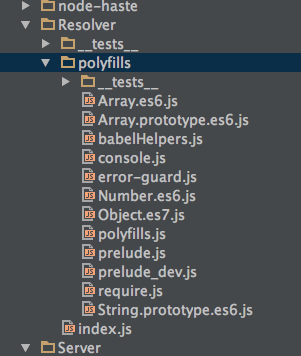 node-haste
Resolver
__tests__
polyfills
__tests__
Array.es6.js
Array.prototype.es6.js
babelHelpers.js
console.js
error-guard.js
Number.es6.js
Object.es7.js
polyfills.js
prelude.js
prelude_dev.js
require.js
String.prototype.es6.js
index.js
Server